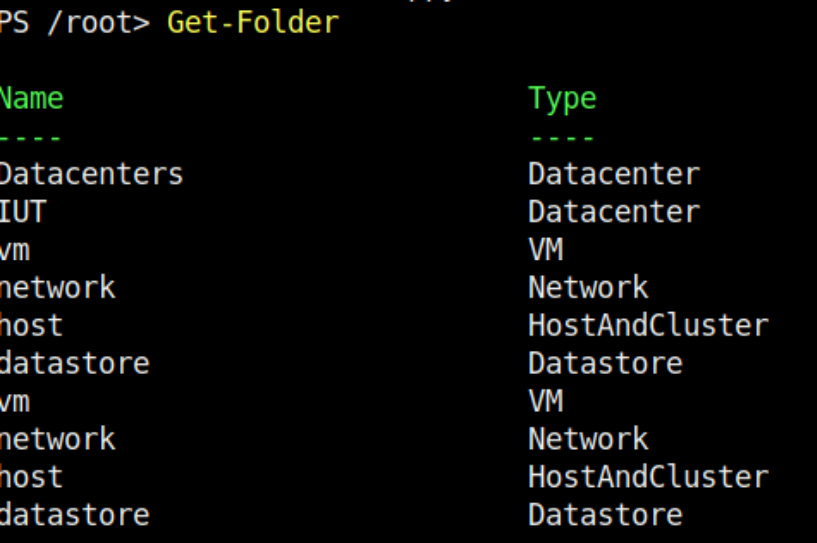 PS /root> Get-Folder
Name Type
---- ----
Datacenters Datacenter
IUT Datacenter
vm VM
network Network
host HostAndCluster
datastore Datastore
vm VM
network Network
host HostAndCluster
datastore Datastore